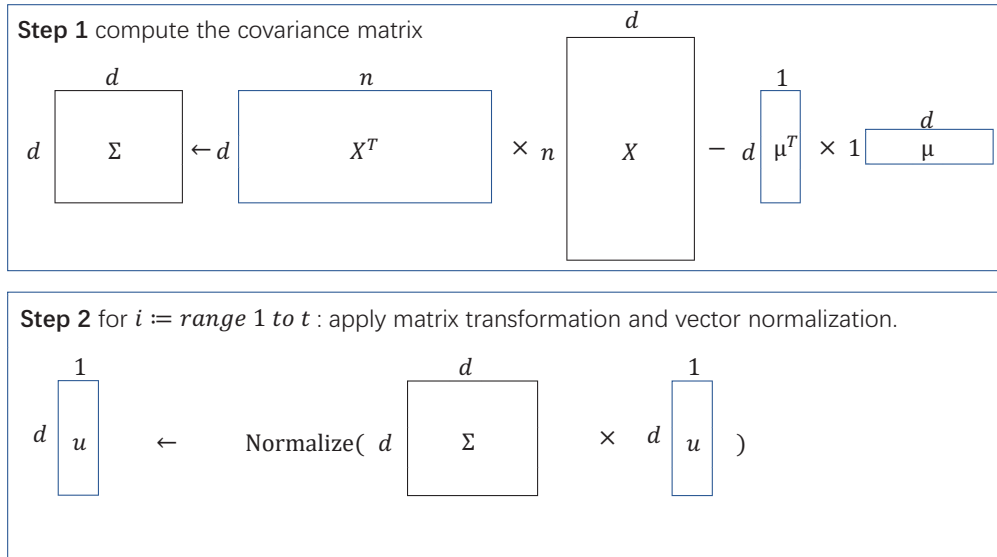 Step 1 compute the covariance matrix
d
d Σ ← d
n
X^T × n
d
X − d
1
μ^T × 1
d
μ
Step 2 for i ≔ range 1 to t : apply matrix transformation and vector normalization.
1
d u ← Normalize( d
d
Σ × d
1
u )